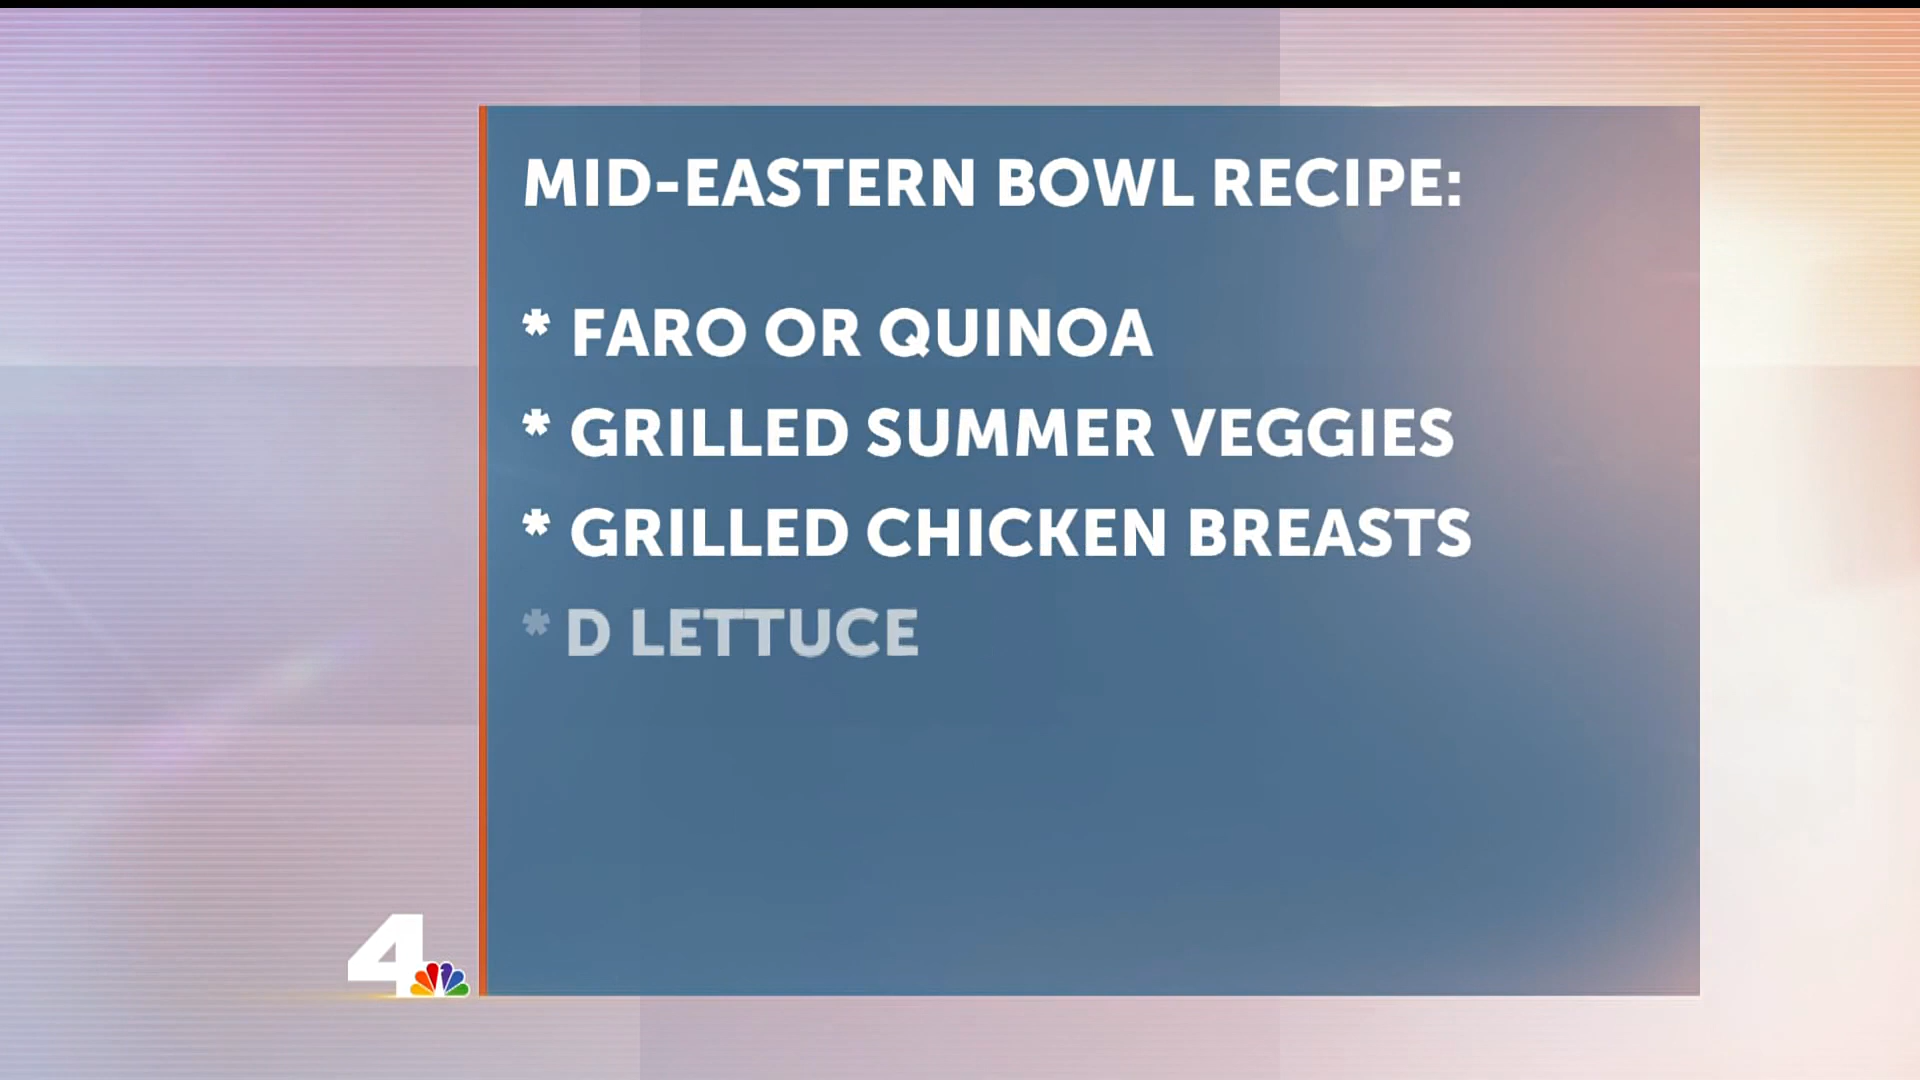 MID-EASTERN BOWL RECIPE:
* FARO OR QUINOA
* GRILLED SUMMER VEGGIES
* GRILLED CHICKEN BREASTS
* D LETTUCE
4